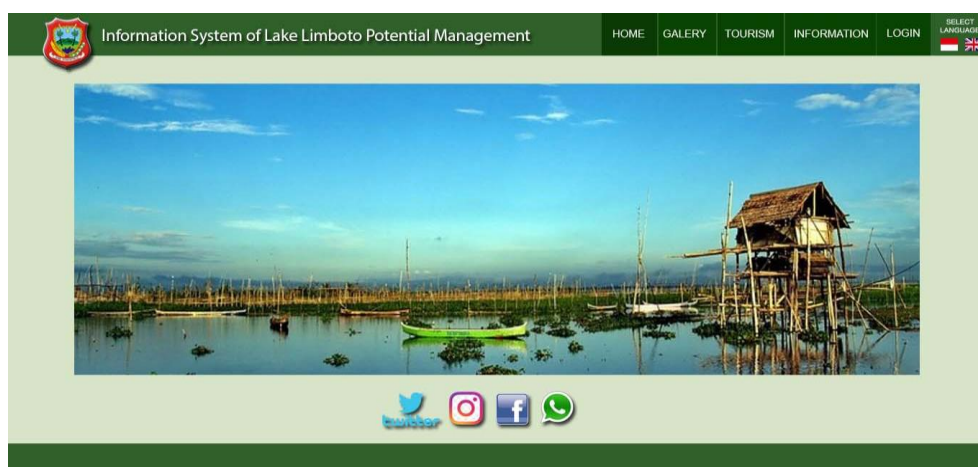 Information System of Lake Limboto Potential Management
HOME
GALERY
TOURISM
INFORMATION
LOGIN
SELECT
LANGUAGE
twitter